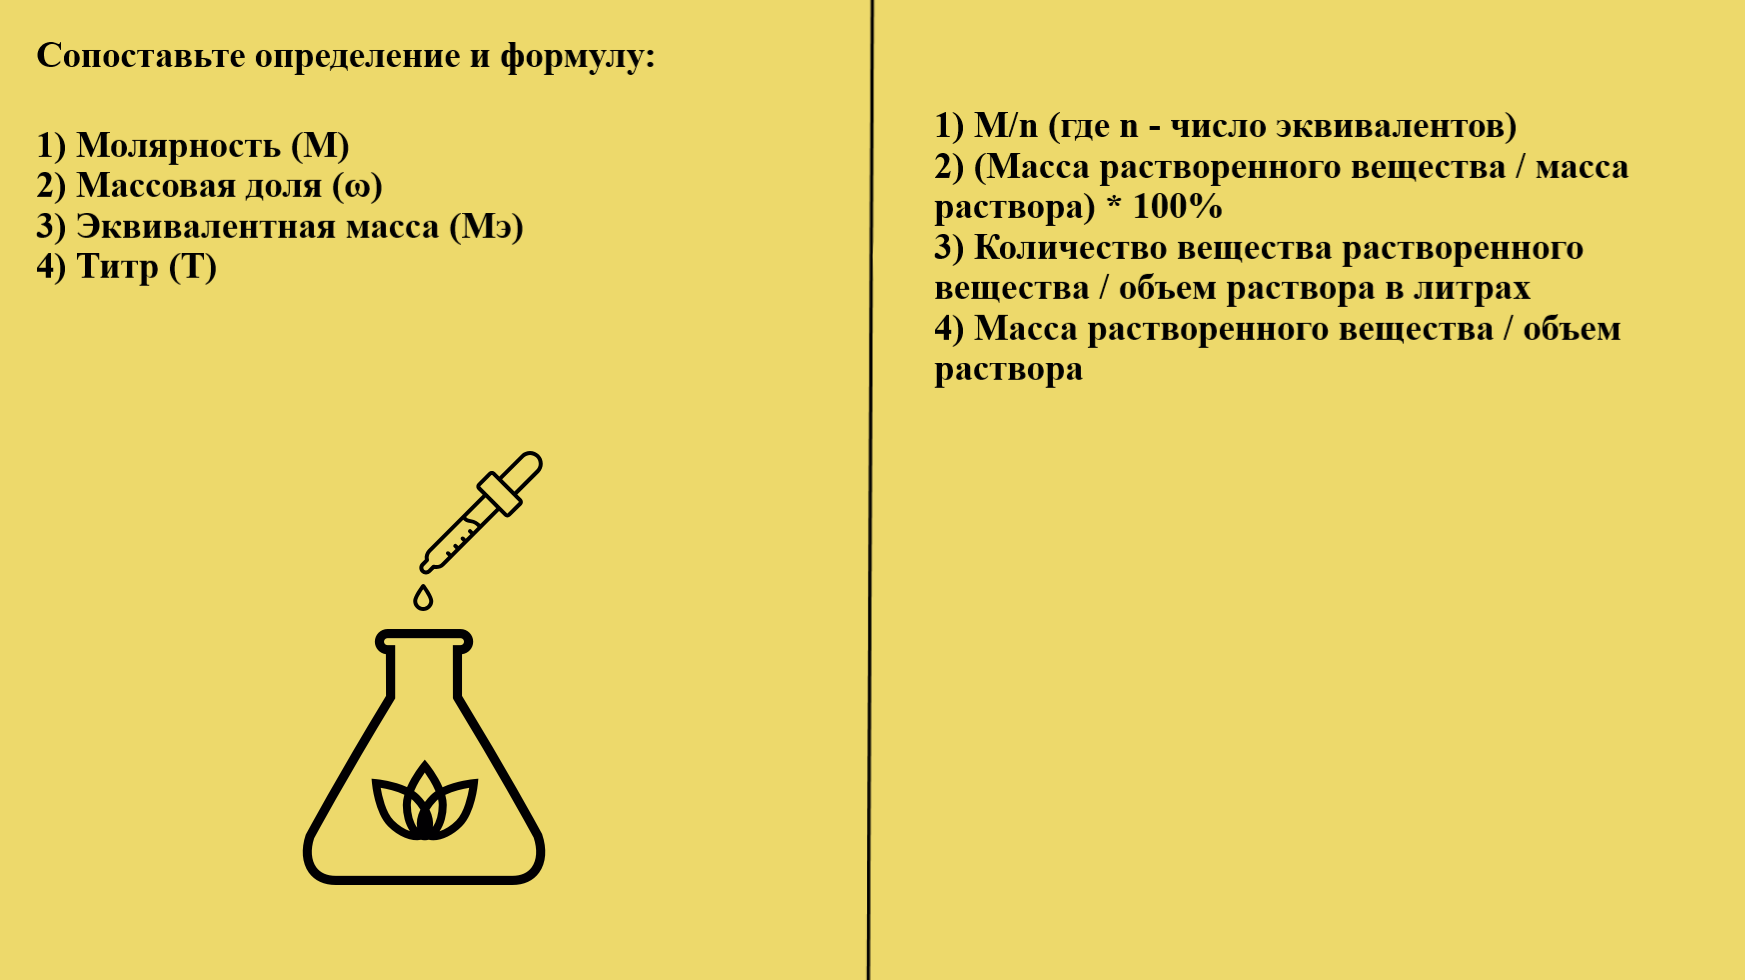 Сопоставьте определение и формулу:
1) Молярность (М)
2) Массовая доля (ω)
3) Эквивалентная масса (Мэ)
4) Титр (Т)
1) М/n (где n - число эквивалентов)
2) (Масса растворенного вещества / масса
раствора) * 100%
3) Количество вещества растворенного
вещества / объем раствора в литрах
4) Масса растворенного вещества / объем
раствора